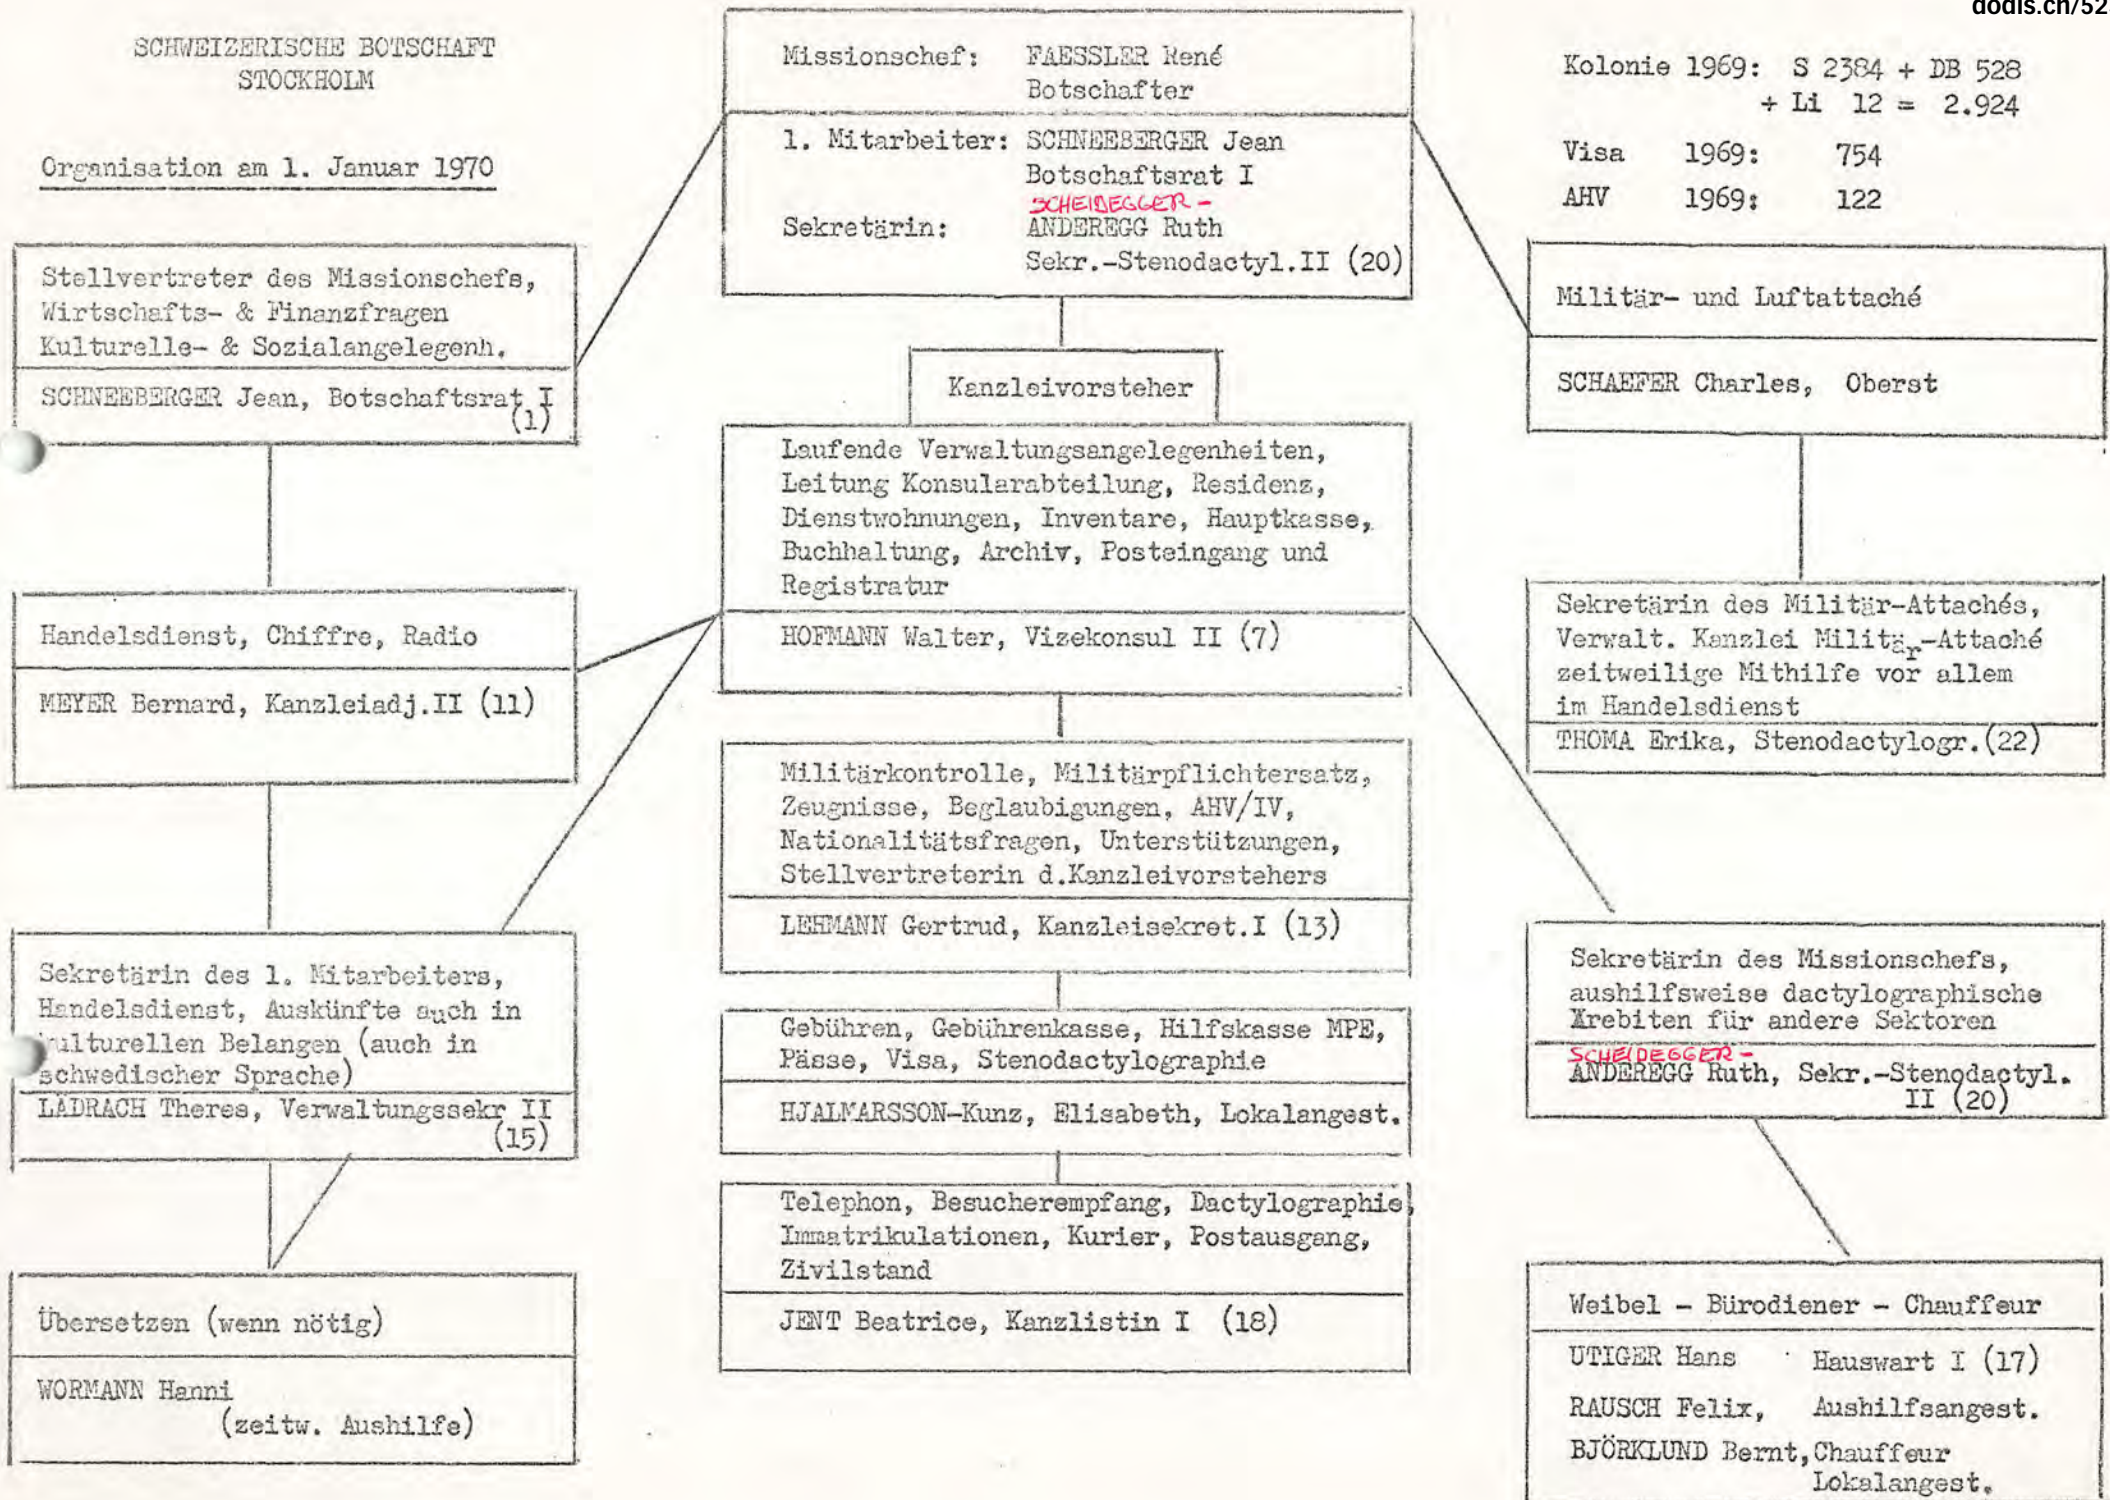 dodis.ch/52
SCHWEIZERISCHE BOTSCHAFT
STOCKHOLM
Organisation am 1. Januar 1970
Missionschef: FAESSLER René
Botschafter
1. Mitarbeiter: SCHNEEBERGER Jean
Botschaftsrat I
SCHEIDEGGER-
Sekretärin: ANDEREGG Ruth
Sekr.-Stenodactyl.II (20)
Kolonie 1969: S 2384 + DB 528
+ Li 12 = 2.924
Visa 1969: 754
AHV 1969: 122
Stellvertreter des Missionschefs,
Wirtschafts- & Finanzfragen
Kulturelle- & Sozialangelegenh.
SCHNEEBERGER Jean, Botschaftsrat I
(1)
Kanzleivorsteher
Laufende Verwaltungsangelegenheiten,
Leitung Konsularabteilung, Residenz,
Dienstwohnungen, Inventare, Hauptkasse,
Buchhaltung, Archiv, Posteingang und
Registratur
HOFMANN Walter, Vizekonsul II (7)
Militär- und Luftattaché
SCHAEFER Charles, Oberst
Handelsdienst, Chiffre, Radio
MEYER Bernard, Kanzleiadj.II (11)
Sekretärin des Militär-Attachés,
Verwalt. Kanzlei Militär-Attaché
zeitweilige Mithilfe vor allem
im Handelsdienst
THOMA Erika, Stenodactylogr.(22)
Militärkontrolle, Militärpflichtersatz,
Zeugnisse, Beglaubigungen, AHV/IV,
Nationalitätsfragen, Unterstützungen,
Stellvertreterin d.Kanzleivorstehers
LEHMANN Gertrud, Kanzleisekret.I (13)
Sekretärin des 1. Mitarbeiters,
Handelsdienst, Auskünfte auch in
kulturellen Belangen (auch in
schwedischer Sprache)
LÄDRACH Theres, Verwaltungssekr II
(15)
Gebühren, Gebührenkasse, Hilfskasse MPE,
Pässe, Visa, Stenodactylographie
HJALMARSSON-Kunz, Elisabeth, Lokalangest.
Sekretärin des Missionschefs,
aushilfsweise dactylographische
Xrebiten für andere Sektoren
SCHEIDEGGER-
ANDEREGG Ruth, Sekr.-Stenodactyl.
II (20)
Telephon, Besucherempfang, Dactylographie,
Immatrikulationen, Kurier, Postausgang,
Zivilstand
JENT Beatrice, Kanzlistin I (18)
Übersetzen (wenn nötig)
WORMANN Hanni
(zeitw. Aushilfe)
Weibel - Bürodiener - Chauffeur
UTIGER Hans Hauswart I (17)
RAUSCH Felix, Aushilfsangest.
BJÖRKLUND Bernt, Chauffeur
Lokalangest.